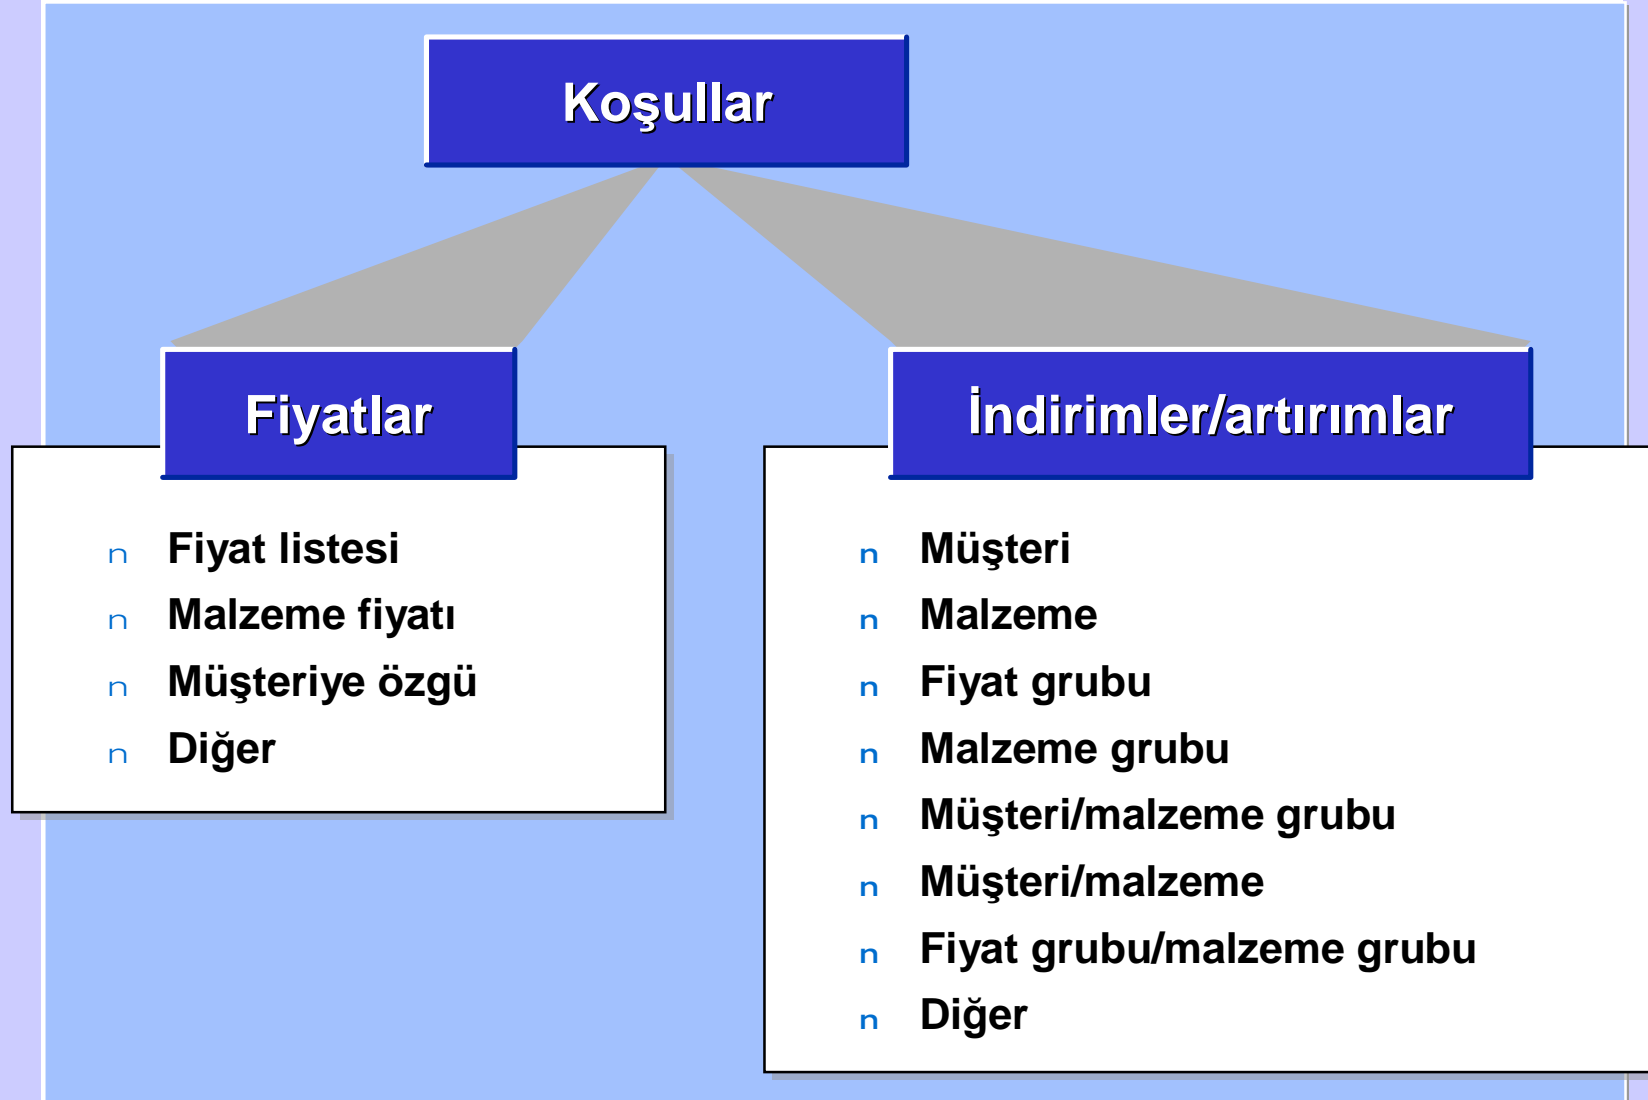 Koşullar
Fiyatlar
n Fiyat listesi
n Malzeme fiyatı
n Müşteriye özgü
n Diğer
İndirimler/artırımlar
n Müşteri
n Malzeme
n Fiyat grubu
n Malzeme grubu
n Müşteri/malzeme grubu
n Müşteri/malzeme
n Fiyat grubu/malzeme grubu
n Diğer